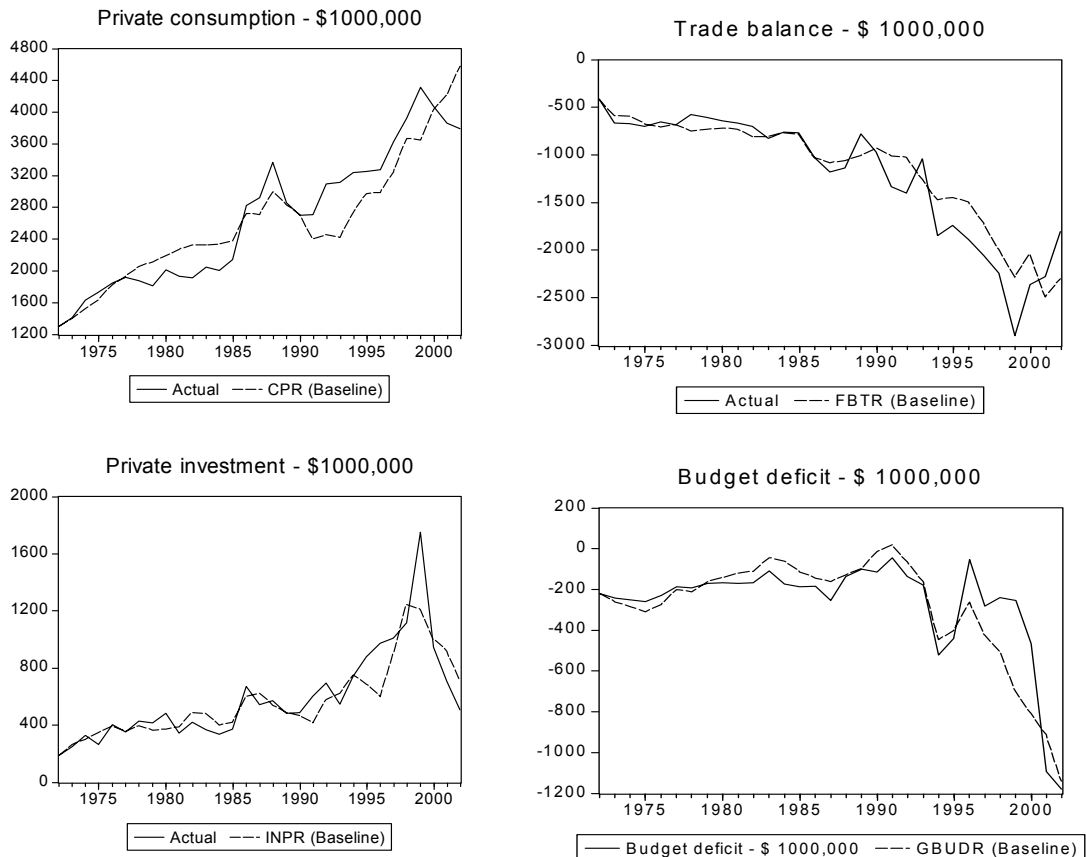 Private consumption - $1000,000
4800
4400
4000
3600
3200
2800
2400
2000
1600
1200
1975 1980 1985 1990 1995 2000
Actual CPR (Baseline)
Trade balance - $ 1000,000
0
-500
-1000
-1500
-2000
-2500
-3000
1975 1980 1985 1990 1995 2000
Actual FBTR (Baseline)
Private investment - $1000,000
2000
1600
1200
800
400
0
1975 1980 1985 1990 1995 2000
Actual INPR (Baseline)
Budget deficit - $ 1000,000
200
0
-200
-400
-600
-800
-1000
-1200
1975 1980 1985 1990 1995 2000
Budget deficit - $ 1000,000 GBUDR (Baseline)